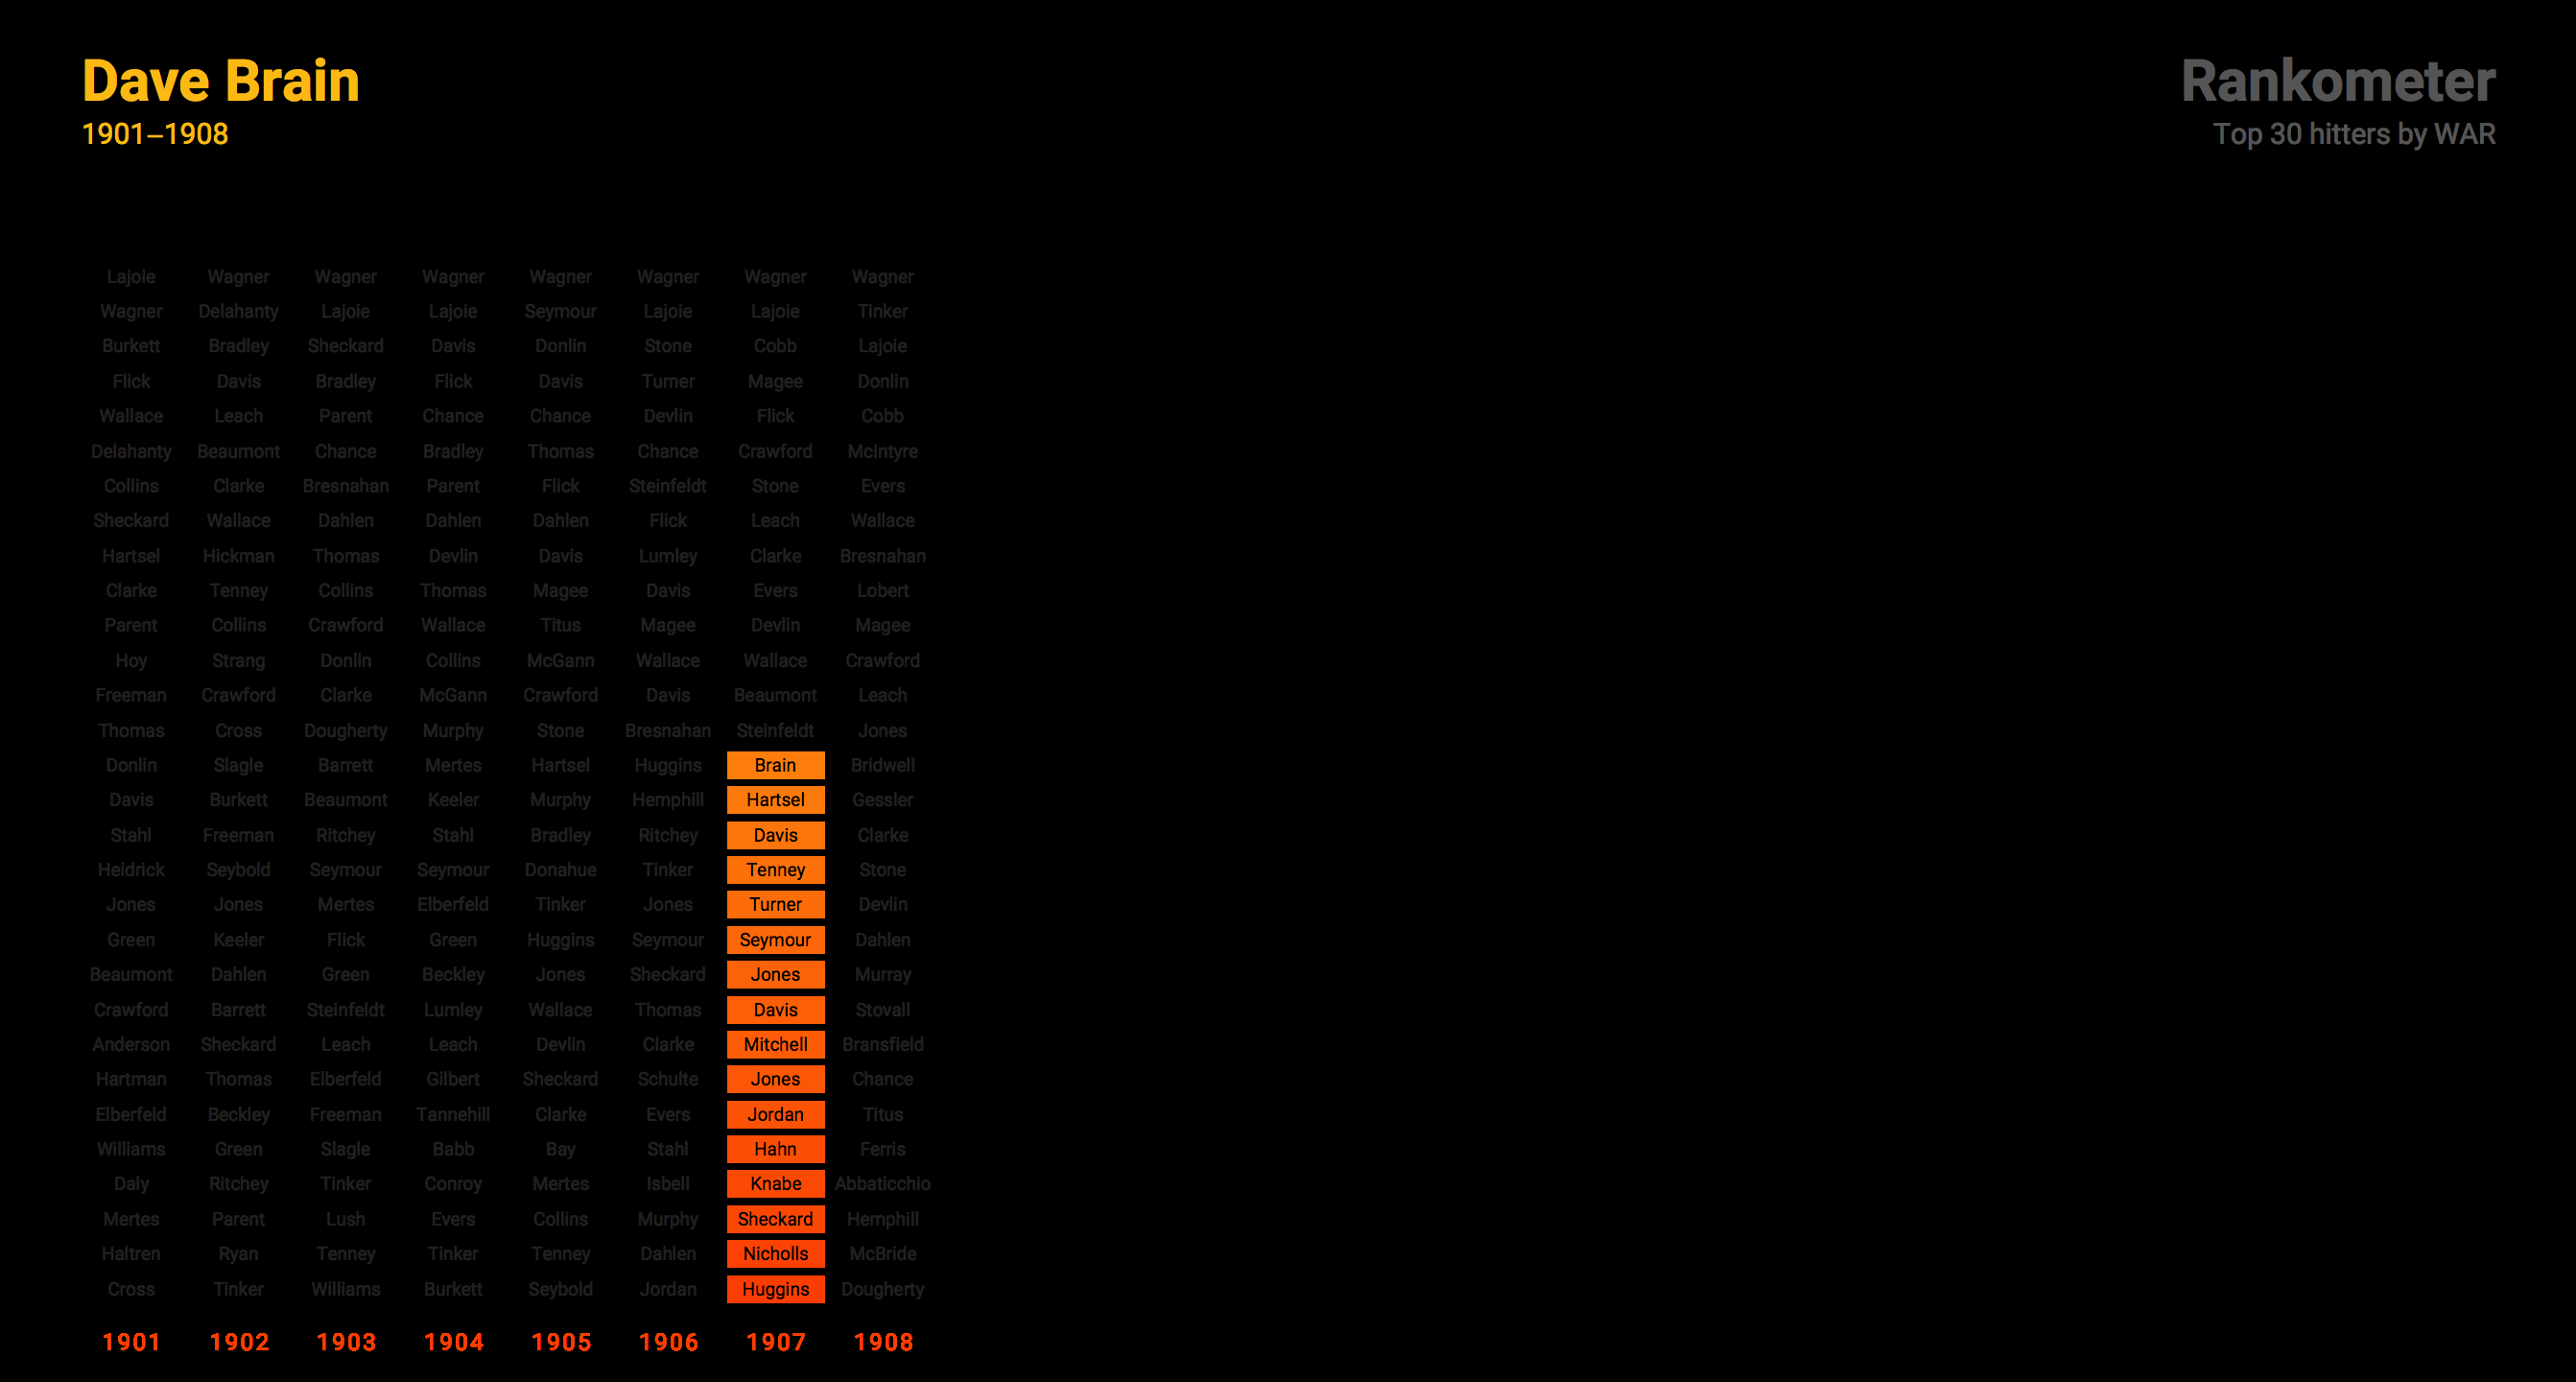 Dave Brain
1901–1908
Rankometer
Top 30 hitters by WAR
Lajoie Wagner Wagner Wagner Wagner Wagner Wagner Wagner
Wagner Delahanty Lajoie Lajoie Seymour Lajoie Lajoie Tinker
Burkett Bradley Sheckard Davis Donlin Stone Cobb Lajoie
Flick Davis Bradley Flick Davis Turner Magee Donlin
Wallace Leach Parent Chance Chance Devlin Flick Cobb
Delahanty Beaumont Chance Bradley Thomas Chance Crawford McIntyre
Collins Clarke Bresnahan Parent Flick Steinfeldt Stone Evers
Sheckard Wallace Dahlen Dahlen Dahlen Flick Leach Wallace
Hartsel Hickman Thomas Devlin Davis Lumley Clarke Bresnahan
Clarke Tenney Collins Thomas Magee Davis Evers Lobert
Parent Collins Crawford Wallace Titus Magee Devlin Magee
Hoy Strang Donlin Collins McGann Wallace Wallace Crawford
Freeman Crawford Clarke McGann Crawford Davis Beaumont Leach
Thomas Cross Dougherty Murphy Stone Bresnahan Steinfeldt Jones
Donlin Slagle Barrett Mertes Hartsel Huggins Brain Bridwell
Davis Burkett Beaumont Keeler Murphy Hemphill Hartsel Gessler
Stahl Freeman Ritchey Stahl Bradley Ritchey Davis Clarke
Heidrick Seybold Seymour Seymour Donahue Tinker Tenney Stone
Jones Jones Mertes Elberfeld Tinker Jones Turner Devlin
Green Keeler Flick Green Huggins Seymour Seymour Dahlen
Beaumont Dahlen Green Beckley Jones Sheckard Jones Murray
Crawford Barrett Steinfeldt Lumley Wallace Thomas Davis Stovall
Anderson Sheckard Leach Leach Devlin Clarke Mitchell Bransfield
Hartman Thomas Elberfeld Gilbert Sheckard Schulte Jones Chance
Elberfeld Beckley Freeman Tannehill Clarke Evers Jordan Titus
Williams Green Slagle Babb Bay Stahl Hahn Ferris
Daly Ritchey Tinker Conroy Mertes Isbell Knabe Abbaticchio
Mertes Parent Lush Evers Collins Murphy Sheckard Hemphill
Haltren Ryan Tenney Tinker Tenney Dahlen Nicholls McBride
Cross Tinker Williams Burkett Seybold Jordan Huggins Dougherty
1901 1902 1903 1904 1905 1906 1907 1908